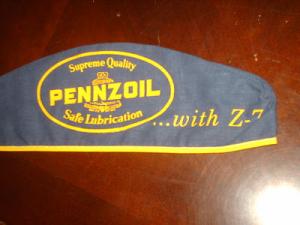 Supreme Quality
PENNZOIL
Safe Lubrication
...with Z-7